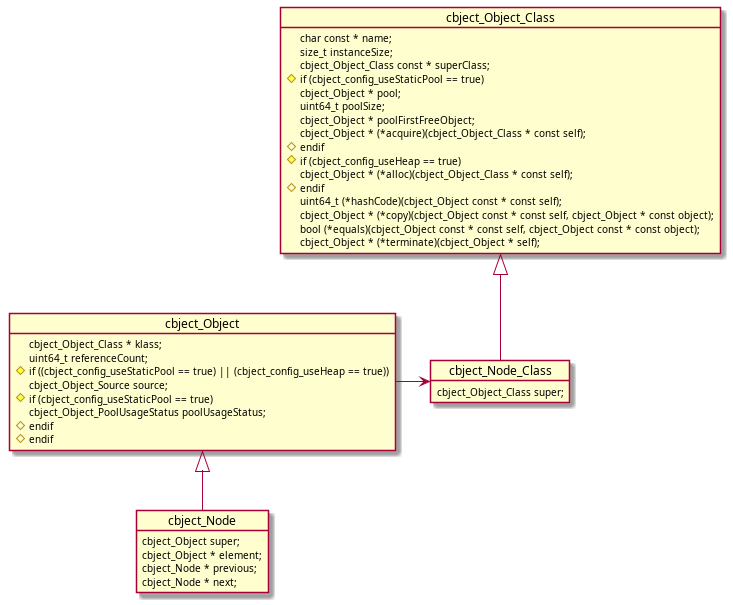 cbject_Object_Class
char const * name;
size_t instanceSize;
cbject_Object_Class const * superClass;
if (cbject_config_useStaticPool == true)
cbject_Object * pool;
uint64_t poolSize;
cbject_Object * poolFirstFreeObject;
cbject_Object * (*acquire)(cbject_Object_Class * const self);
endif
if (cbject_config_useHeap == true)
cbject_Object * (*alloc)(cbject_Object_Class * const self);
endif
uint64_t (*hashCode)(cbject_Object const * const self);
cbject_Object * (*copy)(cbject_Object const * const self, cbject_Object * const object);
bool (*equals)(cbject_Object const * const self, cbject_Object const * const object);
cbject_Object * (*terminate)(cbject_Object * self);
cbject_Object
cbject_Object_Class * klass;
uint64_t referenceCount;
if ((cbject_config_useStaticPool == true) || (cbject_config_useHeap == true))
cbject_Object_Source source;
if (cbject_config_useStaticPool == true)
cbject_Object_PoolUsageStatus poolUsageStatus;
endif
endif
cbject_Node_Class
cbject_Object_Class super;
cbject_Node
cbject_Object super;
cbject_Object * element;
cbject_Node * previous;
cbject_Node * next;